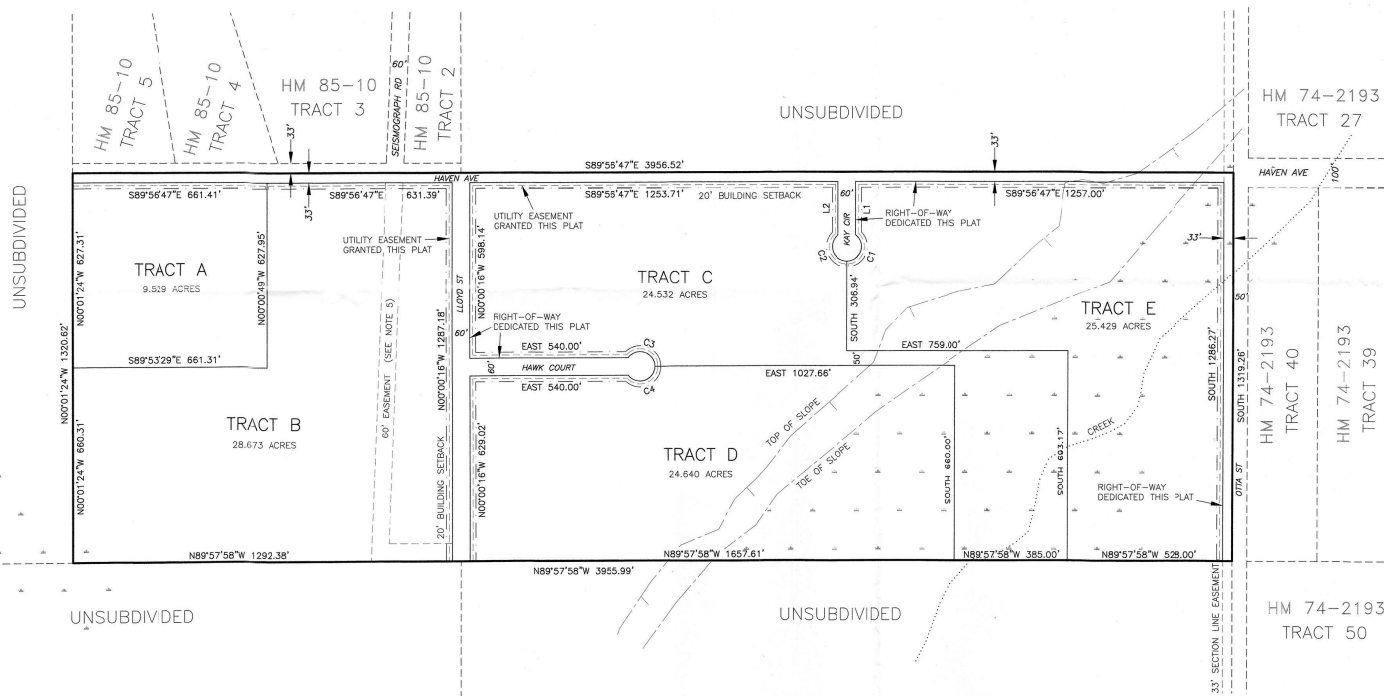 HM 85-10
TRACT 5
HM 85-10
TRACT 4
HM 85-10
TRACT 3
60'
SEISMOGRAPH RD
HM 85-10
TRACT 2
UNSUBDIVIDED
HM 74-2193
TRACT 27
33'
33'
S89°56'47"E 3956.52'
HAVEN AVE
HAVEN AVE
100'
S89°56'47"E 661.41'
S89°56'47"E 631.39'
33'
S89°56'47"E 1253.71'
20' BUILDING SETBACK
60'
S89°56'47"E 1257.00'
UNSUBDIVIDED
UTILITY EASEMENT
GRANTED THIS PLAT
L2
L1
KAY CIR
RIGHT-OF-WAY
DEDICATED THIS PLAT
UTILITY EASEMENT
GRANTED THIS PLAT
33'
C2
C1
N00°01'24"W 627.31'
N00°00'49"W 627.95'
TRACT A
9.529 ACRES
LLOYD ST
N00°00'16"W 598.14'
TRACT C
24.532 ACRES
SOUTH 306.94'
TRACT E
25.429 ACRES
50'
N00°01'24"W 1320.62'
60' EASEMENT (SEE NOTE 5)
N00°00'16"W 1287.18'
60'
RIGHT-OF-WAY
DEDICATED THIS PLAT
EAST 540.00'
C3
EAST 759.00'
50'
S89°53'29"E 661.31'
60'
HAWK COURT
EAST 1027.66'
EAST 540.00'
C4
SOUTH 1286.27'
SOUTH 1319.26'
HM 74-2193
TRACT 40
HM 74-2193
TRACT 39
TRACT B
28.673 ACRES
N00°01'24"W 660.31'
20' BUILDING SETBACK
N00°00'16"W 629.02'
TRACT D
24.640 ACRES
TOP OF SLOPE
TOE OF SLOPE
CREEK
SOUTH 660.00'
SOUTH 693.17'
RIGHT-OF-WAY
DEDICATED THIS PLAT
OTTA ST
N89°57'58"W 1292.38'
N89°57'58"W 1657.61'
N89°57'58"W 385.00'
N89°57'58"W 528.00'
N89°57'58"W 3955.99'
UNSUBDIVIDED
UNSUBDIVIDED
33' SECTION LINE EASEMENT
HM 74-2193
TRACT 50